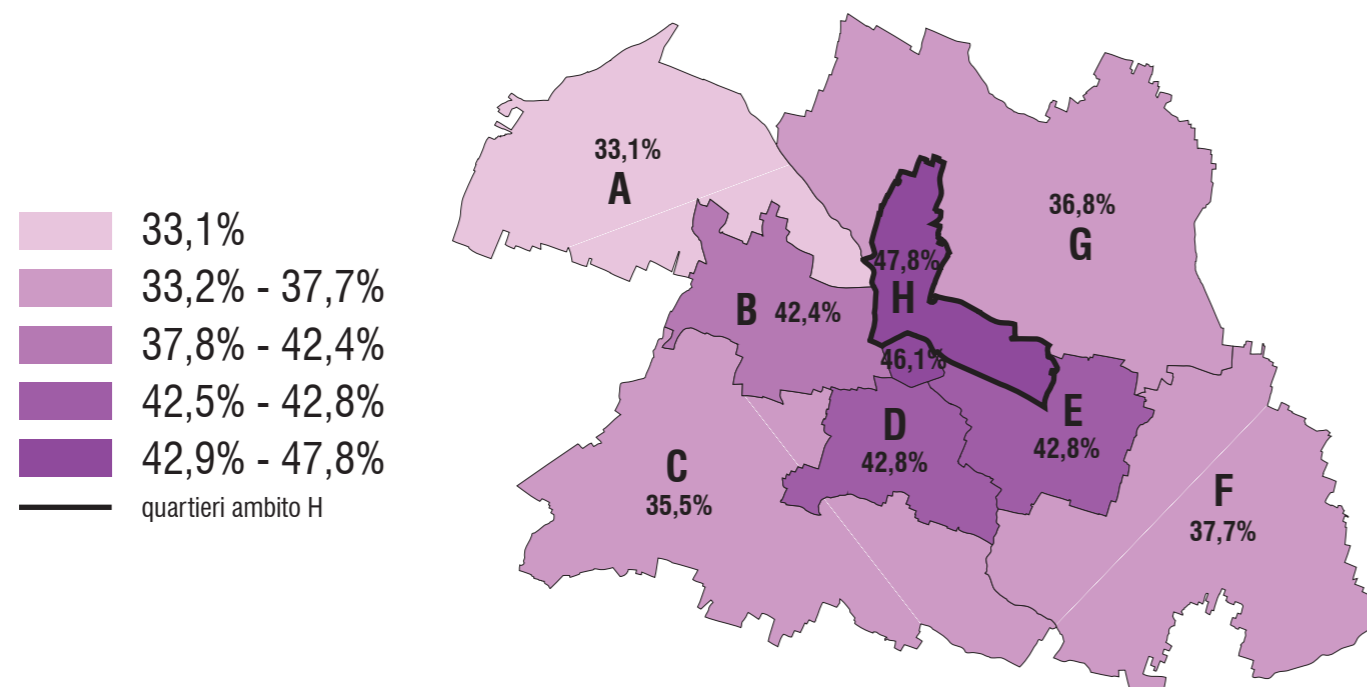 33,1%
33,2% - 37,7%
37,8% - 42,4%
42,5% - 42,8%
42,9% - 47,8%
quartieri ambito H
33,1%
A
36,8%
G
47,8%
H
B 42,4%
46,1%
D
42,8%
E
42,8%
C
35,5%
F
37,7%